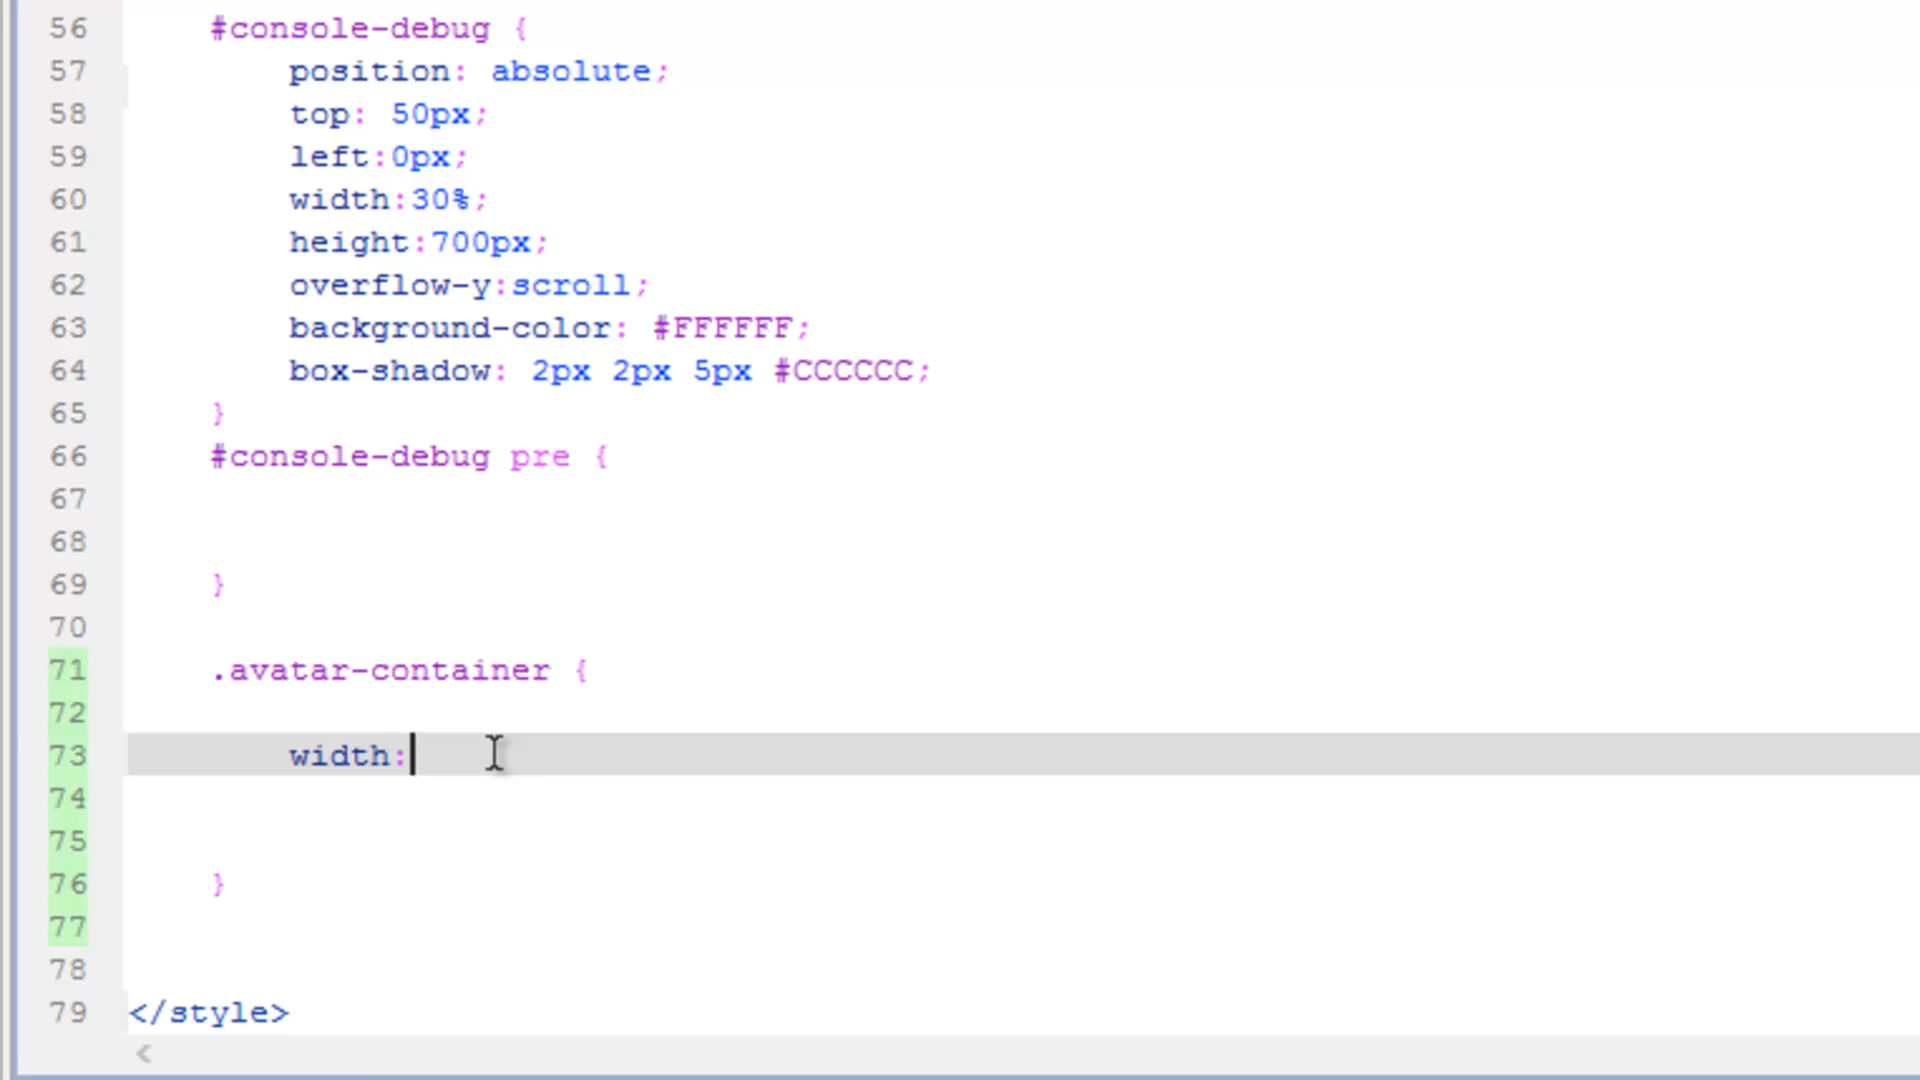 56 #console-debug {
57 position: absolute;
58 top: 50px;
59 left:0px;
60 width:30%;
61 height:700px;
62 overflow-y:scroll;
63 background-color: #FFFFFF;
64 box-shadow: 2px 2px 5px #CCCCCC;
65 }
66 #console-debug pre {
67
68
69 }
70
71 .avatar-container {
72
73 width:
74
75
76 }
77
78
79 </style>